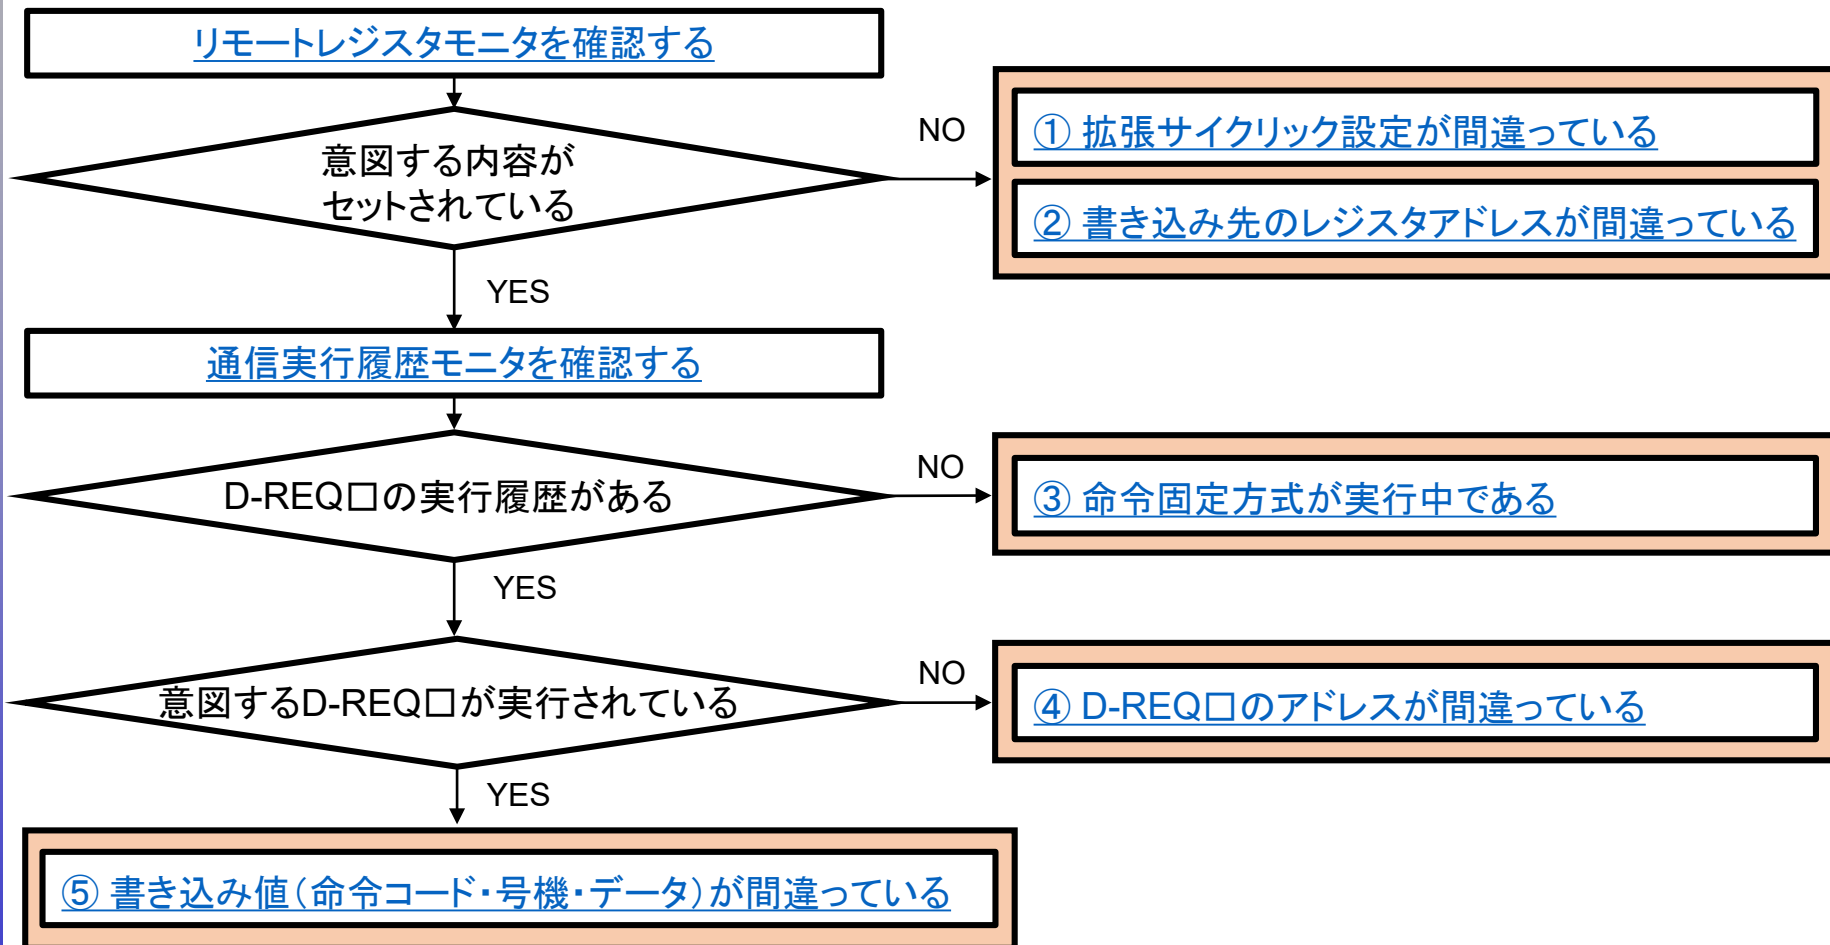 リモートレジスタモニタを確認する
意図する内容が
セットされている
NO
① 拡張サイクリック設定が間違っている
② 書き込み先のレジスタアドレスが間違っている
YES
通信実行履歴モニタを確認する
D-REQ□の実行履歴がある
NO
③ 命令固定方式が実行中である
YES
意図するD-REQ□が実行されている
NO
④ D-REQ□のアドレスが間違っている
YES
⑤ 書き込み値(命令コード・号機・データ)が間違っている